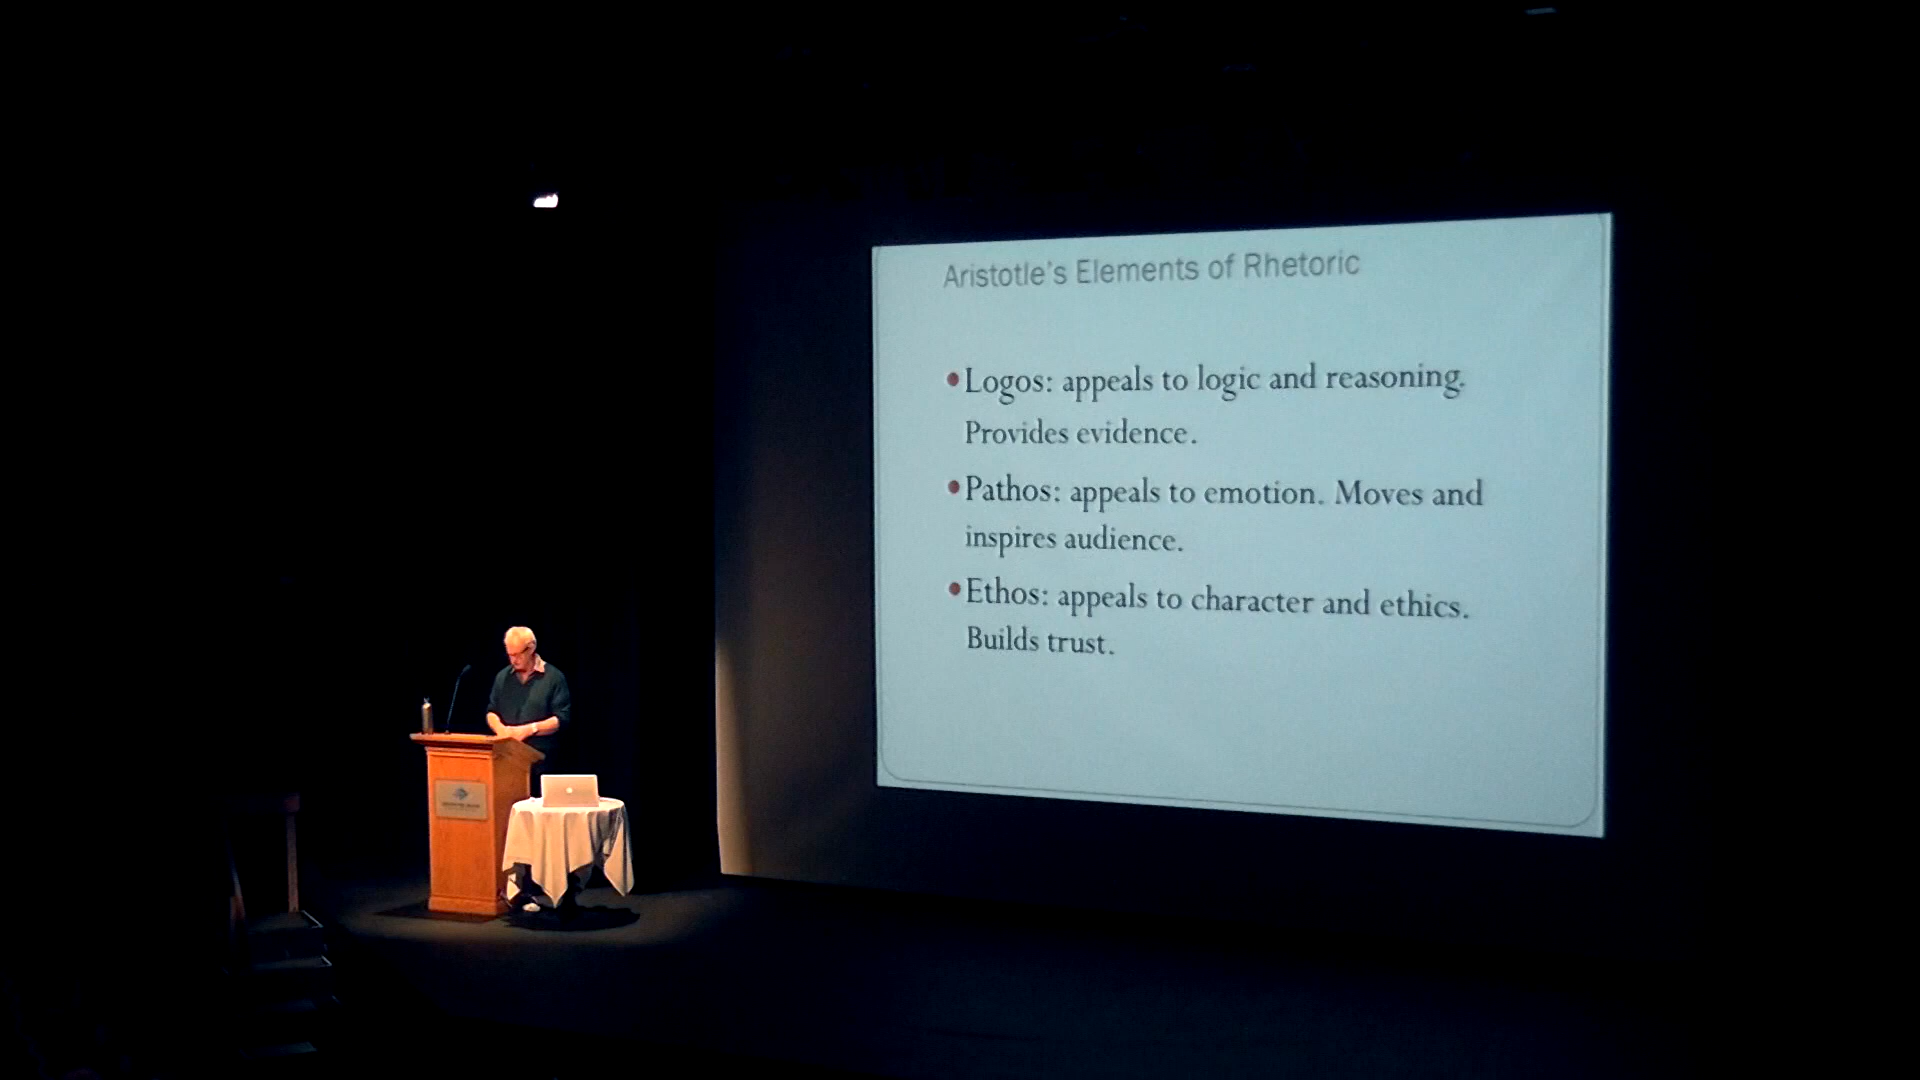 Aristotle's Elements of Rhetoric
•Logos: appeals to logic and reasoning.
Provides evidence.
•Pathos: appeals to emotion. Moves and
inspires audience.
•Ethos: appeals to character and ethics.
Builds trust.